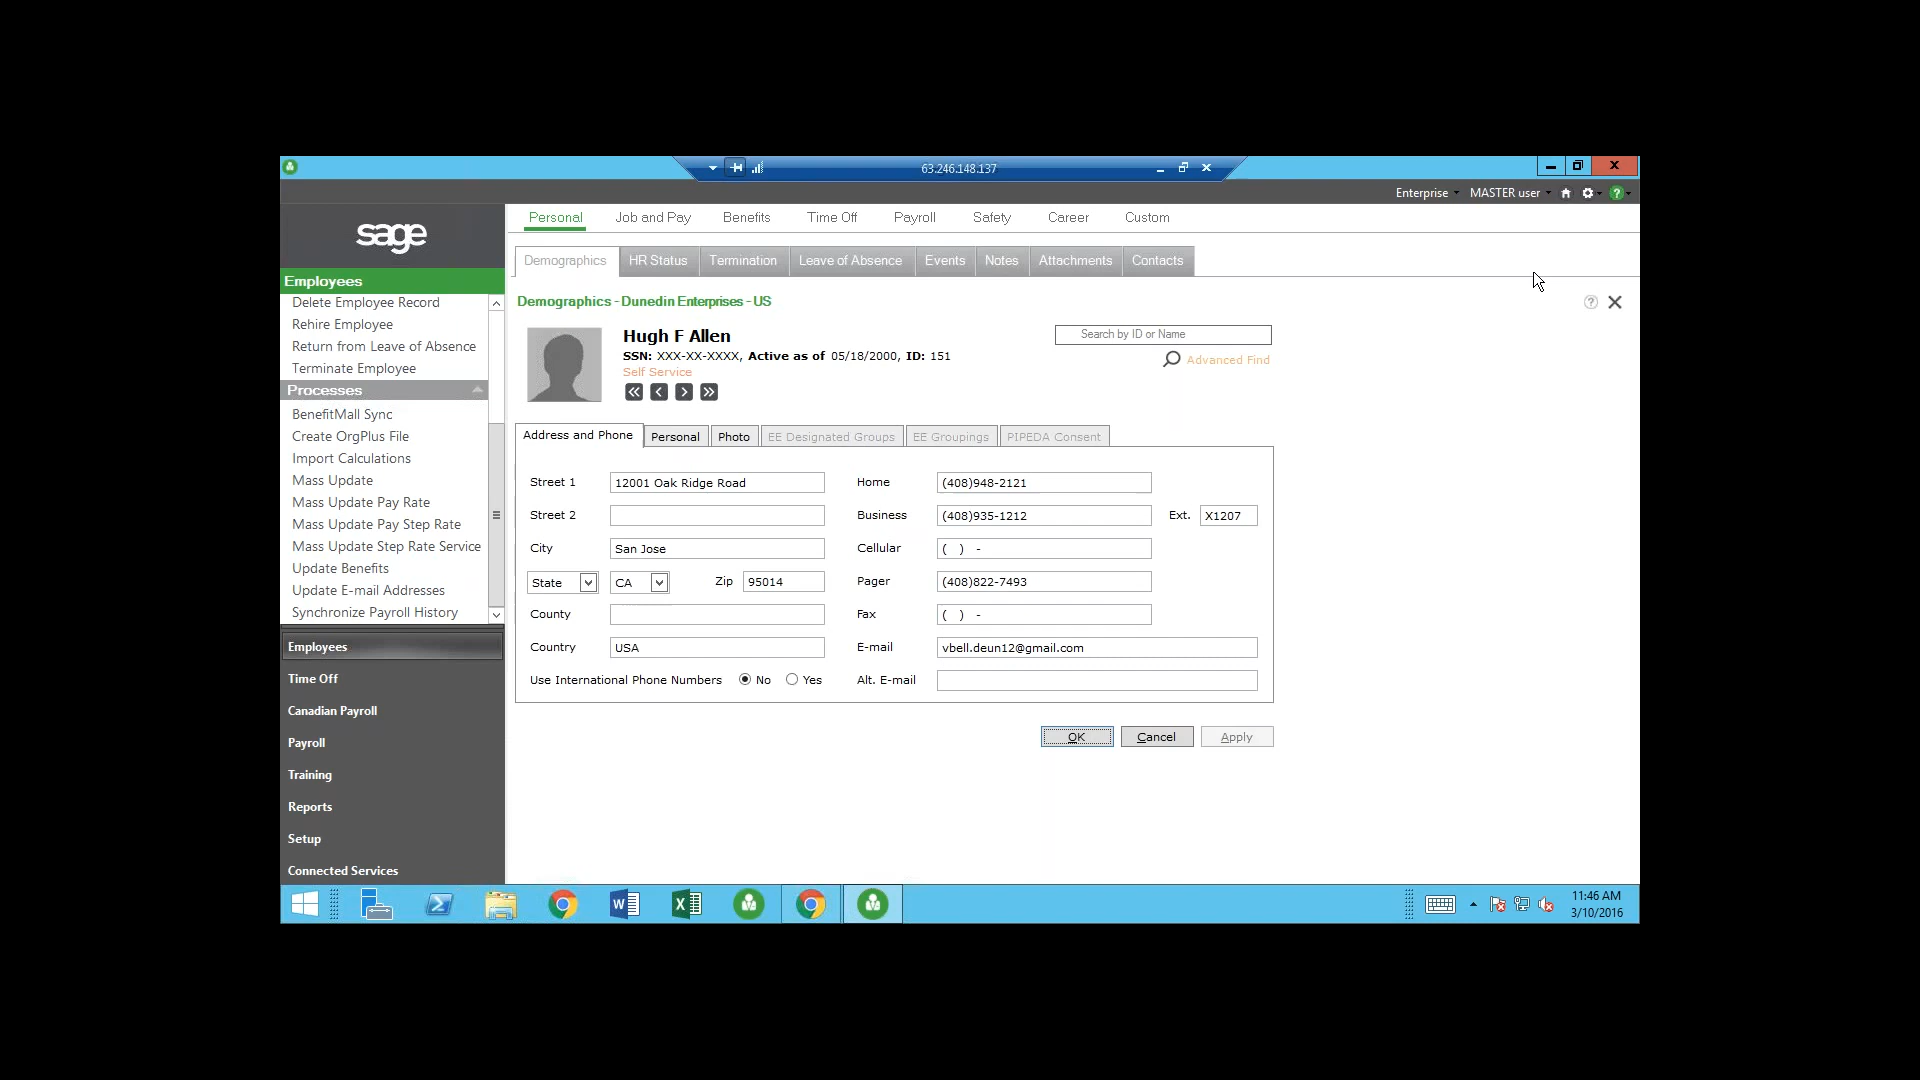 63.246.148.137
Enterprise MASTER user ?
sage
Personal Job and Pay Benefits Time Off Payroll Safety Career Custom
Demographics HR Status Termination Leave of Absence Events Notes Attachments Contacts
Employees
Delete Employee Record
Rehire Employee
Return from Leave of Absence
Terminate Employee
Processes
BenefitMall Sync
Create OrgPlus File
Import Calculations
Mass Update
Mass Update Pay Rate
Mass Update Pay Step Rate
Mass Update Step Rate Service
Update Benefits
Update E-mail Addresses
Synchronize Payroll History
Employees
Time Off
Canadian Payroll
Payroll
Training
Reports
Setup
Connected Services
Demographics - Dunedin Enterprises - US
?
Hugh F Allen
SSN: XXX-XX-XXXX, Active as of 05/18/2000, ID: 151
Self Service
Search by ID or Name
Advanced Find
Address and Phone Personal Photo EE Designated Groups EE Groupings PIPEDA Consent
Street 1 12001 Oak Ridge Road Home (408)948-2121
Street 2 Business (408)935-1212 Ext. X1207
City San Jose Cellular ( ) -
State CA Zip 95014 Pager (408)822-7493
County Fax ( ) -
Country USA E-mail vbell.deun12@gmail.com
Use International Phone Numbers No Yes Alt. E-mail
OK Cancel Apply
11:46 AM
3/10/2016